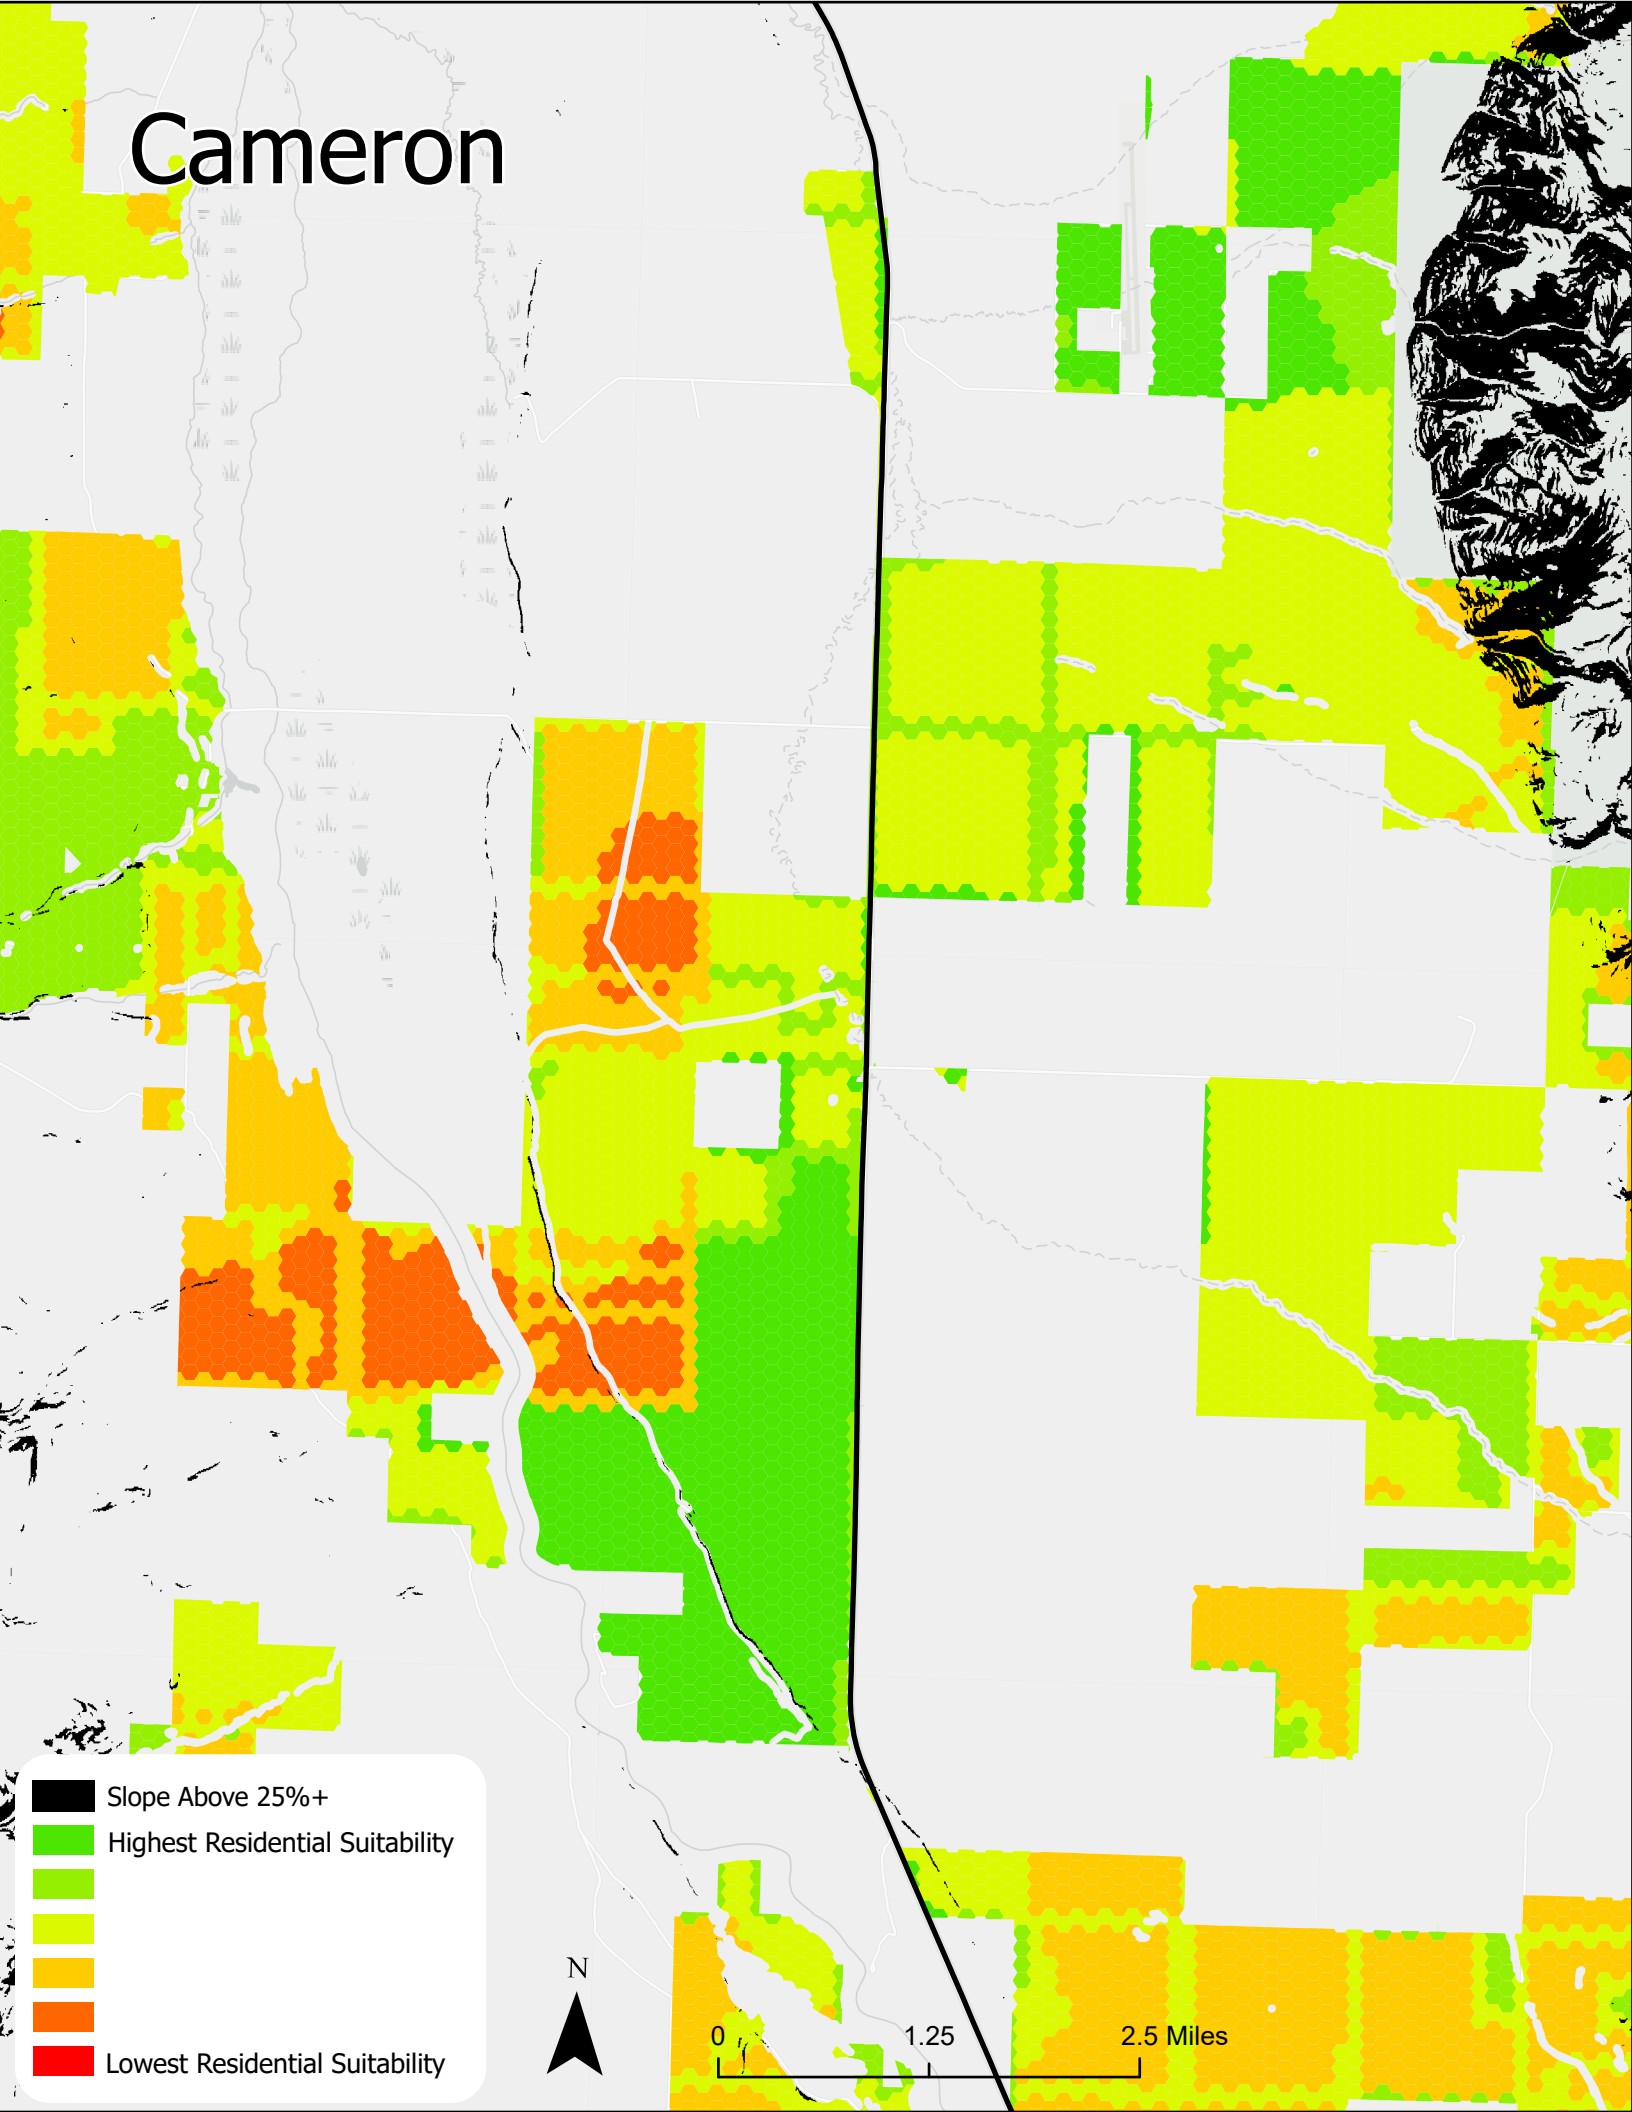 Cameron
Slope Above 25%+
Highest Residential Suitability
Lowest Residential Suitability
N
0 1.25 2.5 Miles